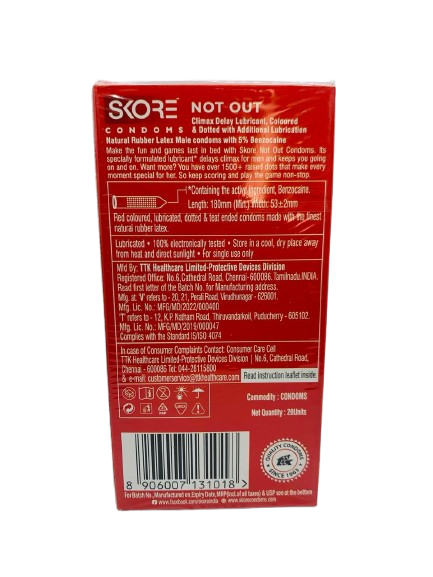 SKORE NOT OUT
CONDOMS
Climax Delay Lubricant, Coloured
& Dotted with Additional Lubrication
Natural Rubber Latex Male condoms with 5% Benzocaine
Make the fun and games last in bed with Skore Not Out Condoms. Its
specially formulated lubricant* delays climax for men and keeps you going
on and on. Want more? You have over 1500+ raised dots that make every
moment special for her. So keep scoring and play the game non-stop.
*Containing the active ingredient, Benzocaine.
Length: 180mm (Min.) Width: 53±2mm
Red coloured, lubricated, dotted & teat ended condoms made with the finest
natural rubber latex.
Lubricated • 100% electronically tested • Store in a cool, dry place away
from heat and direct sunlight • For single use only
Mfd By: TTK Healthcare Limited-Protective Devices Division
Registered Office: No.6, Cathedral Road, Chennai - 600086. Tamilnadu.INDIA.
Read first letter of the Batch No. for Manufacturing address.
Mfg. at: 'V' refers to - 20, 21, Perali Road, Virudhunagar - 626001.
Mfg. Lic. No.: MFG/MD/2022/000400
'T' refers to - 12, K.P. Natham Road, Thiruvandarkoil, Puducherry - 605102.
Mfg. Lic. No.: MFG/MD/2019/000047
Complies with the Standard IS/ISO 4074
In case of Consumer Complaints Contact: Consumer Care Cell
TTK Healthcare Limited-Protective Devices Division | No.6, Cathedral Road,
Chennai - 600086 Tel: 044-28115800
& e-mail: customerservice@ttkhealthcare.com
Read instruction leaflet inside.
Commodity : CONDOMS
Net Quantity : 20Units
QUALITY CONDOMS
SINCE 1963
8 906007 131018 >
For Batch No., Manufactured on, Expiry Date, MRP(incl.of all taxes) & USP see at the bottom
www.skorecondoms.com